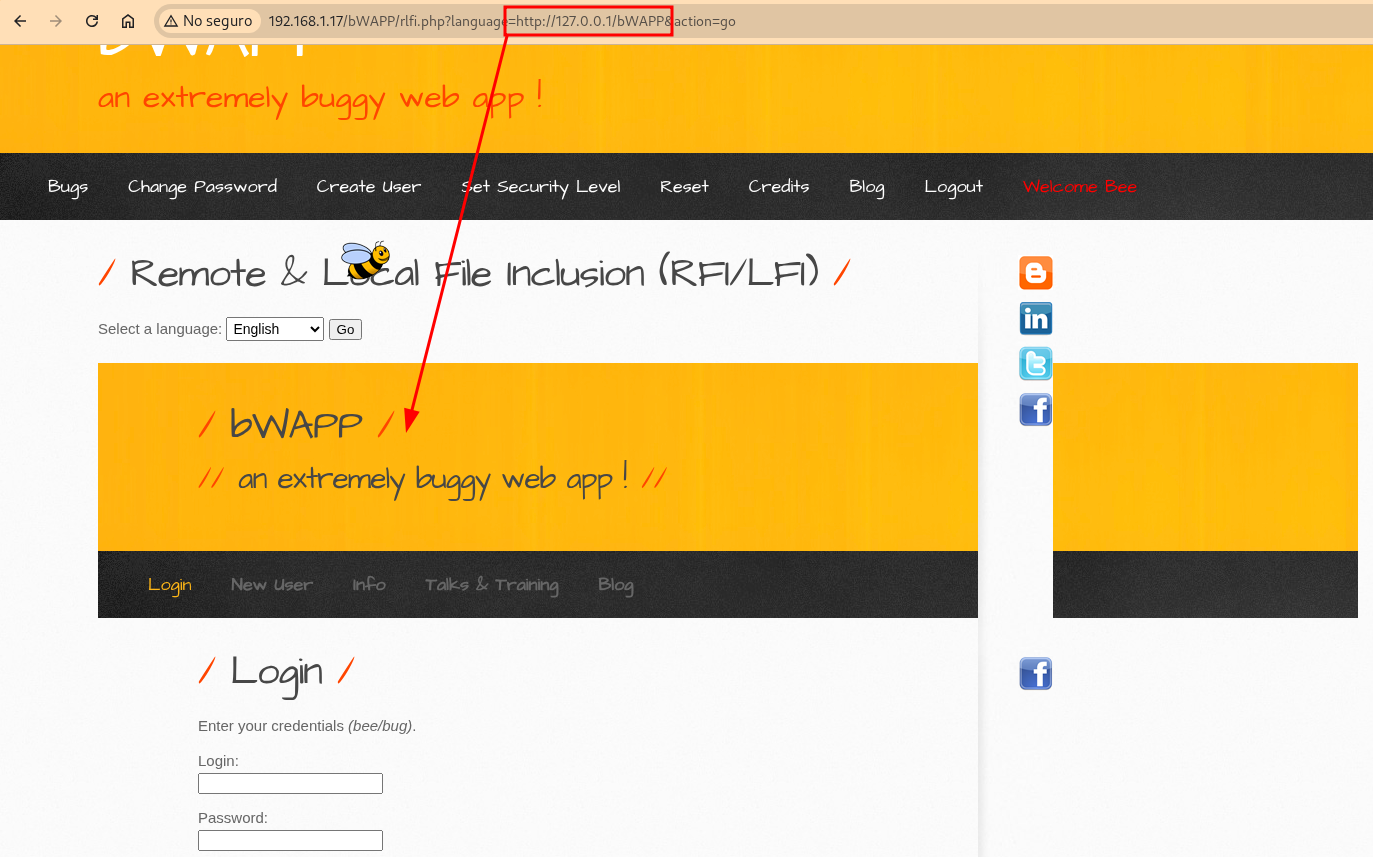 No seguro 192.168.1.17/bWAPP/rlfi.php?language=http://127.0.0.1/bWAPP&action=go
bWAPP
an extremely buggy web app !
Bugs Change Password Create User Set Security Level Reset Credits Blog Logout Welcome Bee
/ Remote & Local File Inclusion (RFI/LFI) /
Select a language: English Go
/ bWAPP /
// an extremely buggy web app ! //
Login New User Info Talks & Training Blog
/ Login /
Enter your credentials (bee/bug).
Login:
Password: